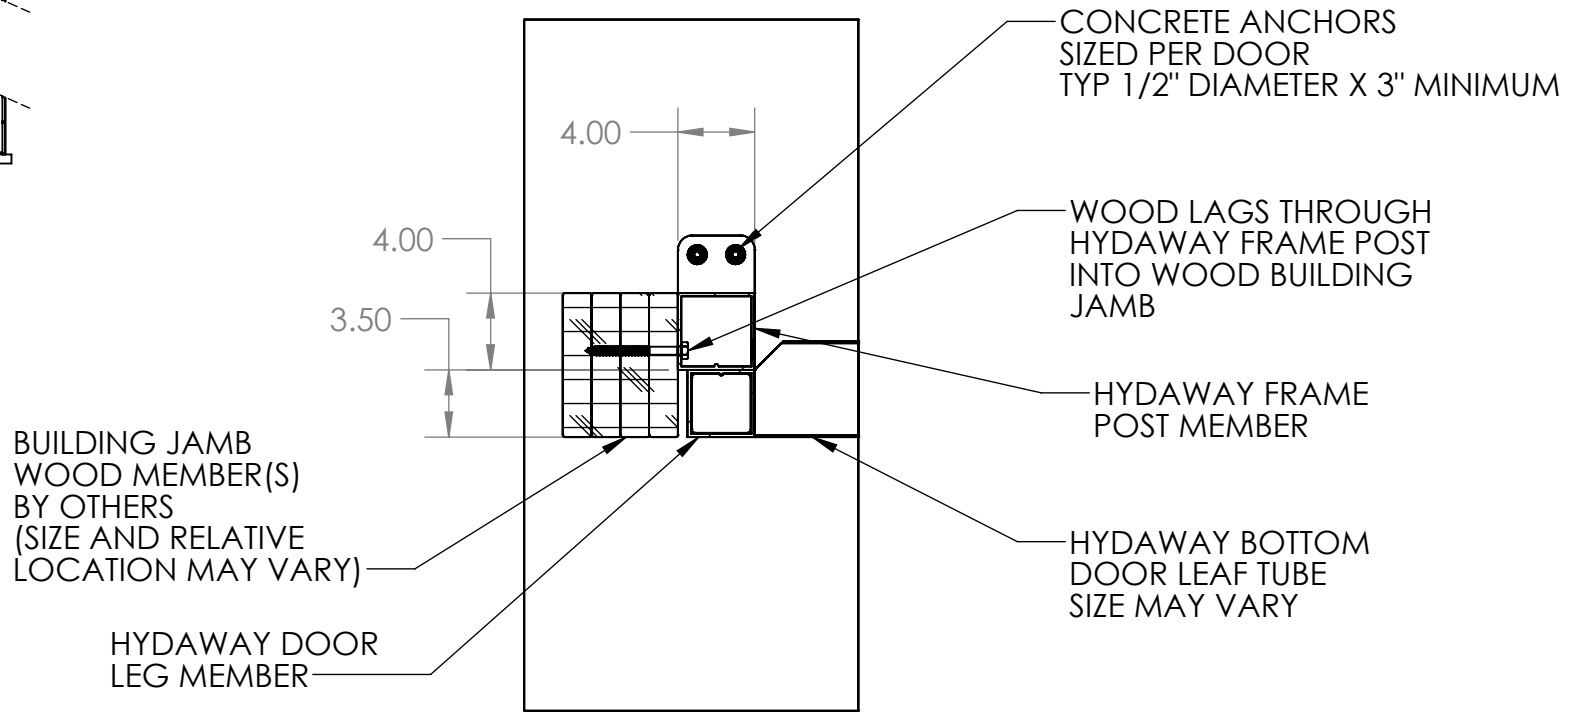 CONCRETE ANCHORS
SIZED PER DOOR
TYP 1/2" DIAMETER X 3" MINIMUM
4.00
WOOD LAGS THROUGH
HYDAWAY FRAME POST
INTO WOOD BUILDING
JAMB
4.00
3.50
HYDAWAY FRAME
POST MEMBER
BUILDING JAMB
WOOD MEMBER(S)
BY OTHERS
(SIZE AND RELATIVE
LOCATION MAY VARY)
HYDAWAY BOTTOM
DOOR LEAF TUBE
SIZE MAY VARY
HYDAWAY DOOR
LEG MEMBER